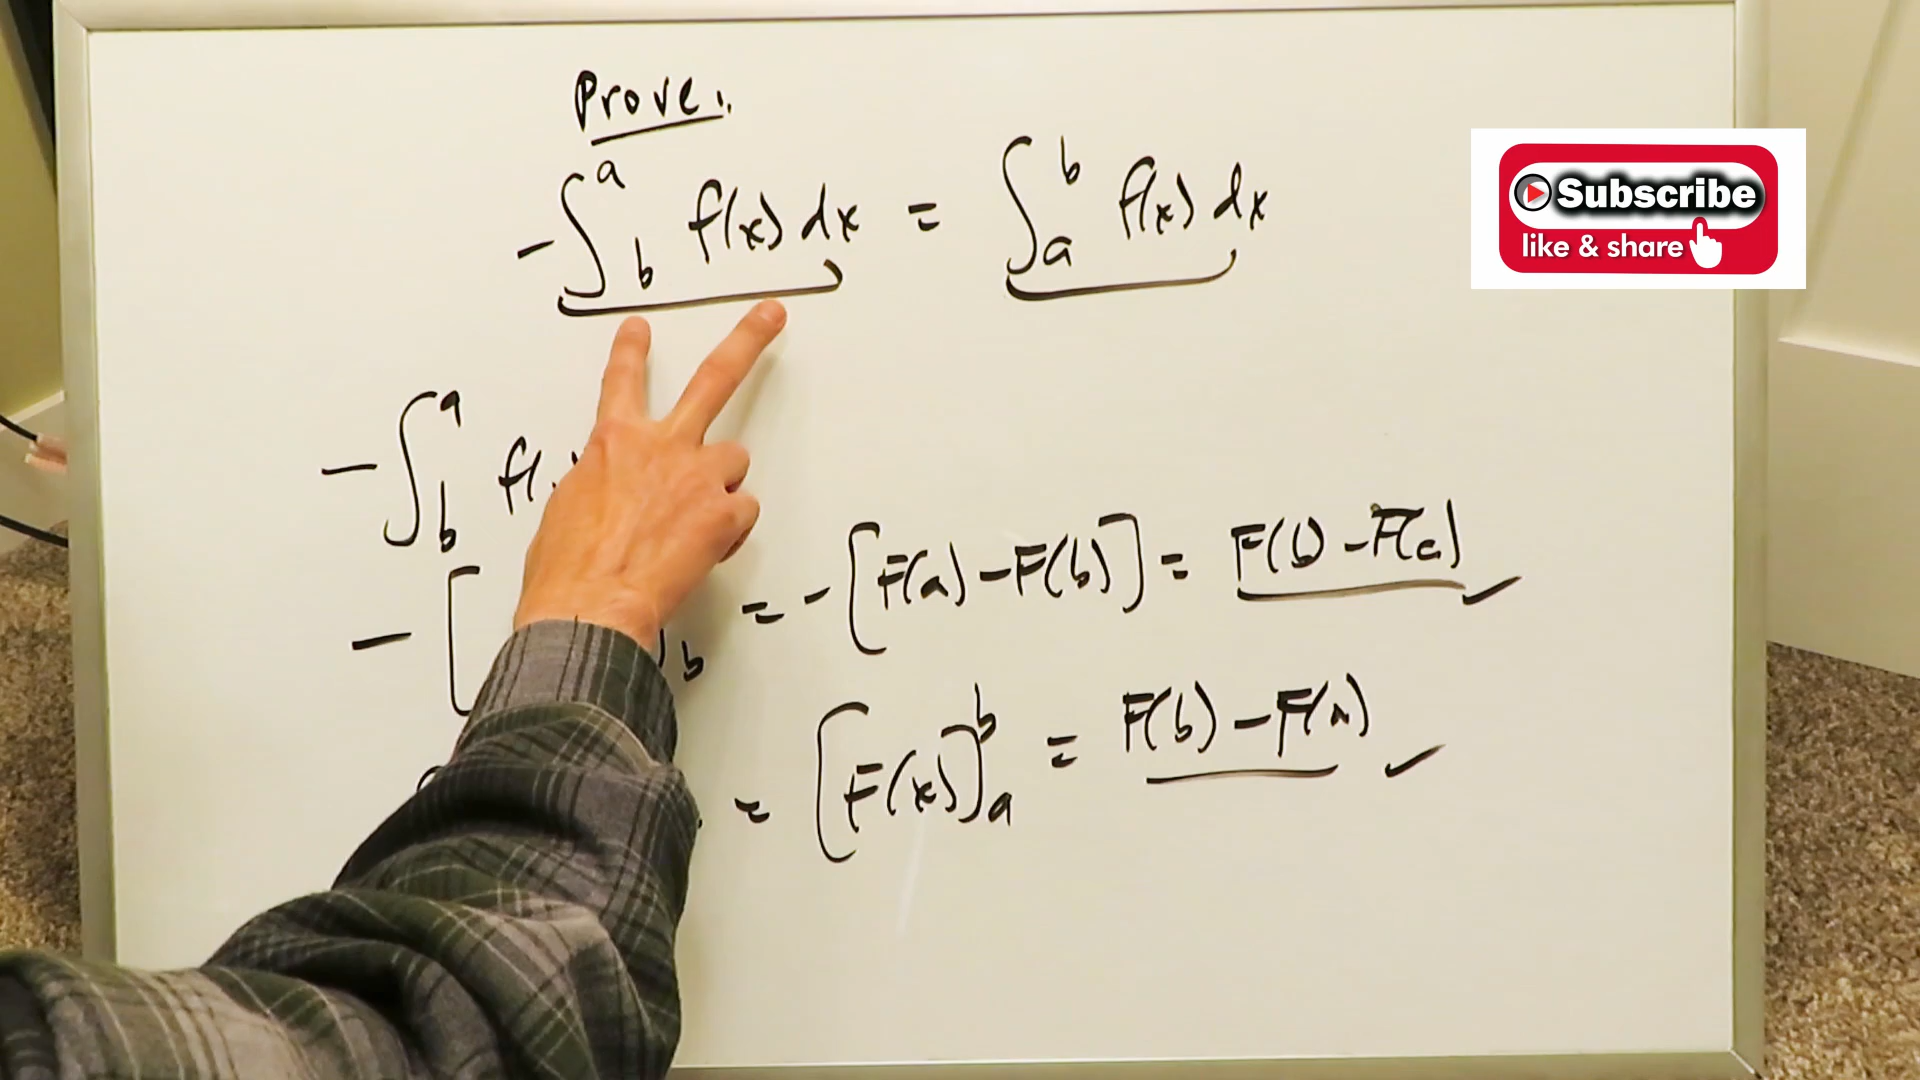 Prove:
-∫_b^a f(x) dx = ∫_a^b f(x) dx
Subscribe
like & share
-∫_b^a f(x
-[ ]_b = -[F(a) - F(b)] = F(b) - F(a) ✓
= [F(x)]_a^b = F(b) - F(a) ✓